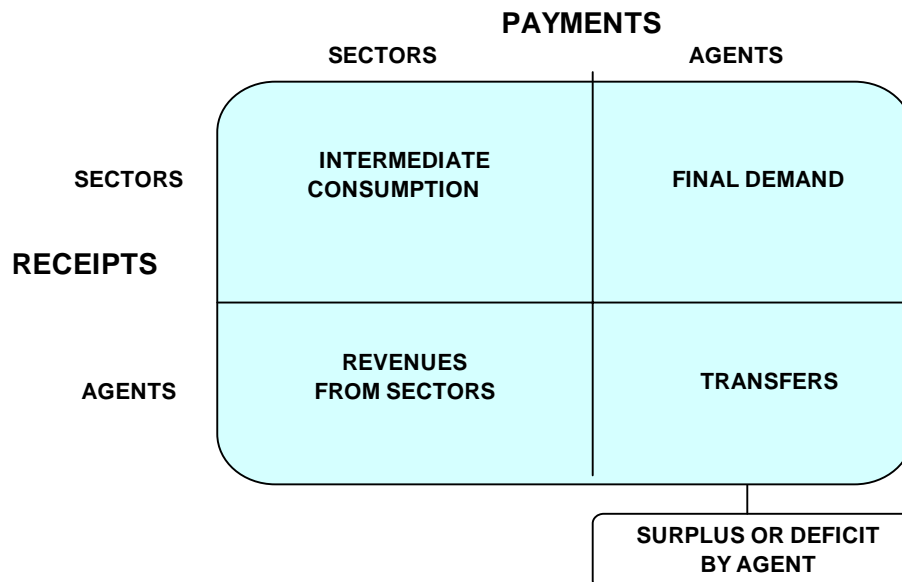 PAYMENTS
SECTORS AGENTS
SECTORS
INTERMEDIATE
CONSUMPTION
FINAL DEMAND
RECEIPTS
AGENTS
REVENUES
FROM SECTORS
TRANSFERS
SURPLUS OR DEFICIT
BY AGENT